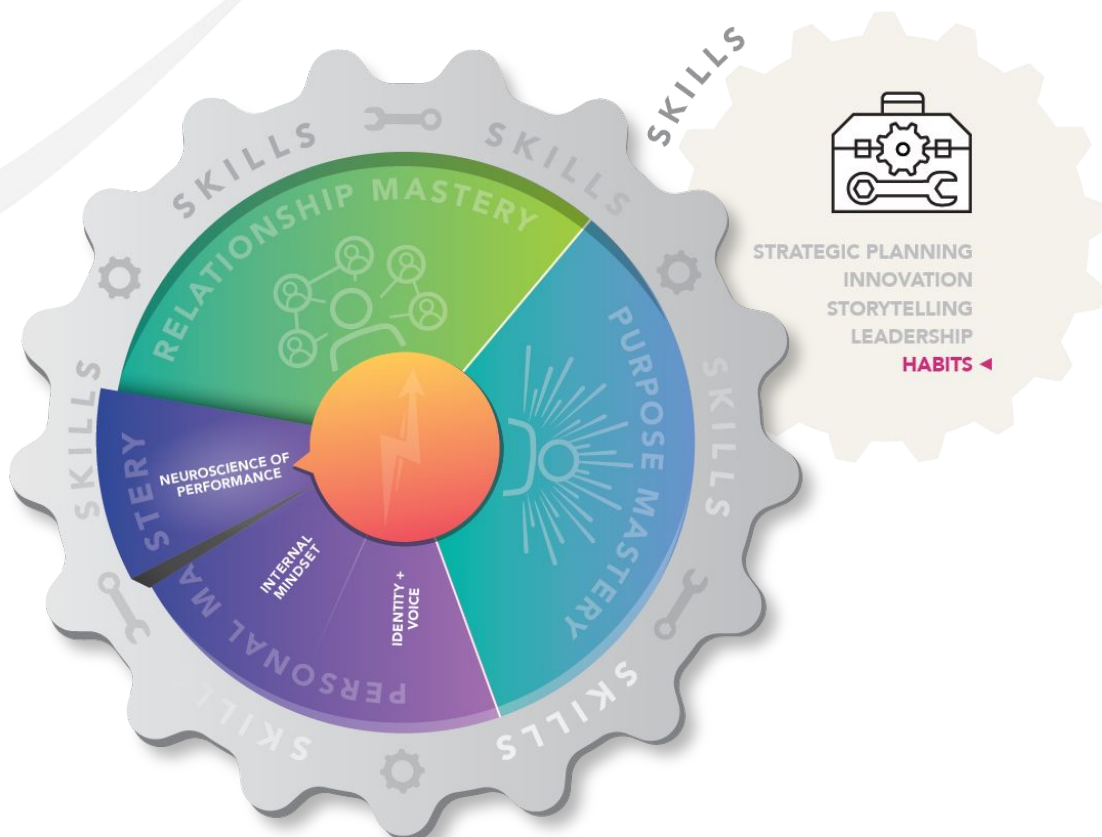 SKILLS
SKILLS
SKILLS
RELATIONSHIP MASTERY
PURPOSE MASTERY
PERSONAL MASTERY
NEUROSCIENCE OF
PERFORMANCE
INTERNAL
MINDSET
IDENTITY +
VOICE
SKILLS
SKILLS
SKILLS
SKILLS
STRATEGIC PLANNING
INNOVATION
STORYTELLING
LEADERSHIP
HABITS